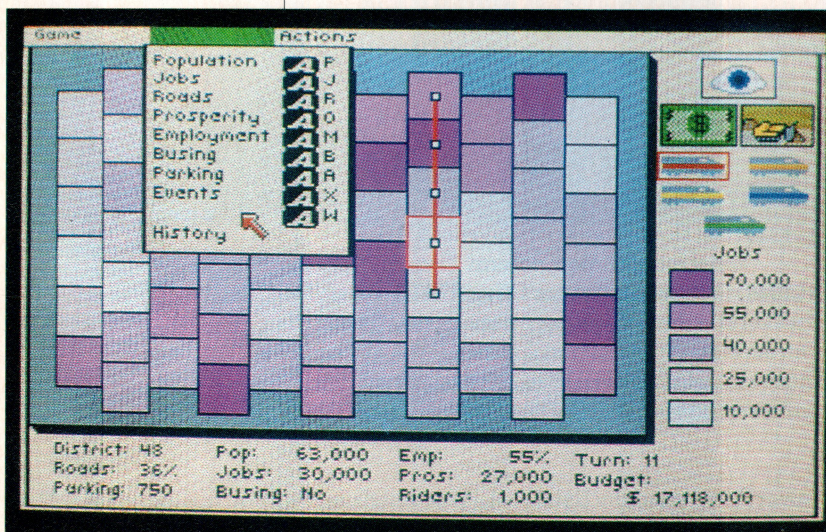 Game Actions
Population A P
Jobs A J
Roads A R
Prosperity A O
Employment A M
Busing A B
Parking A A
Events A X
A W
History
Jobs
70,000
55,000
40,000
25,000
10,000
District: 48 Pop: 63,000 Emp: 55% Turn: 11
Roads: 36% Jobs: 30,000 Pros: 27,000 Budget:
Parking: 750 Busing: No Riders: 1,000 $ 17,118,000